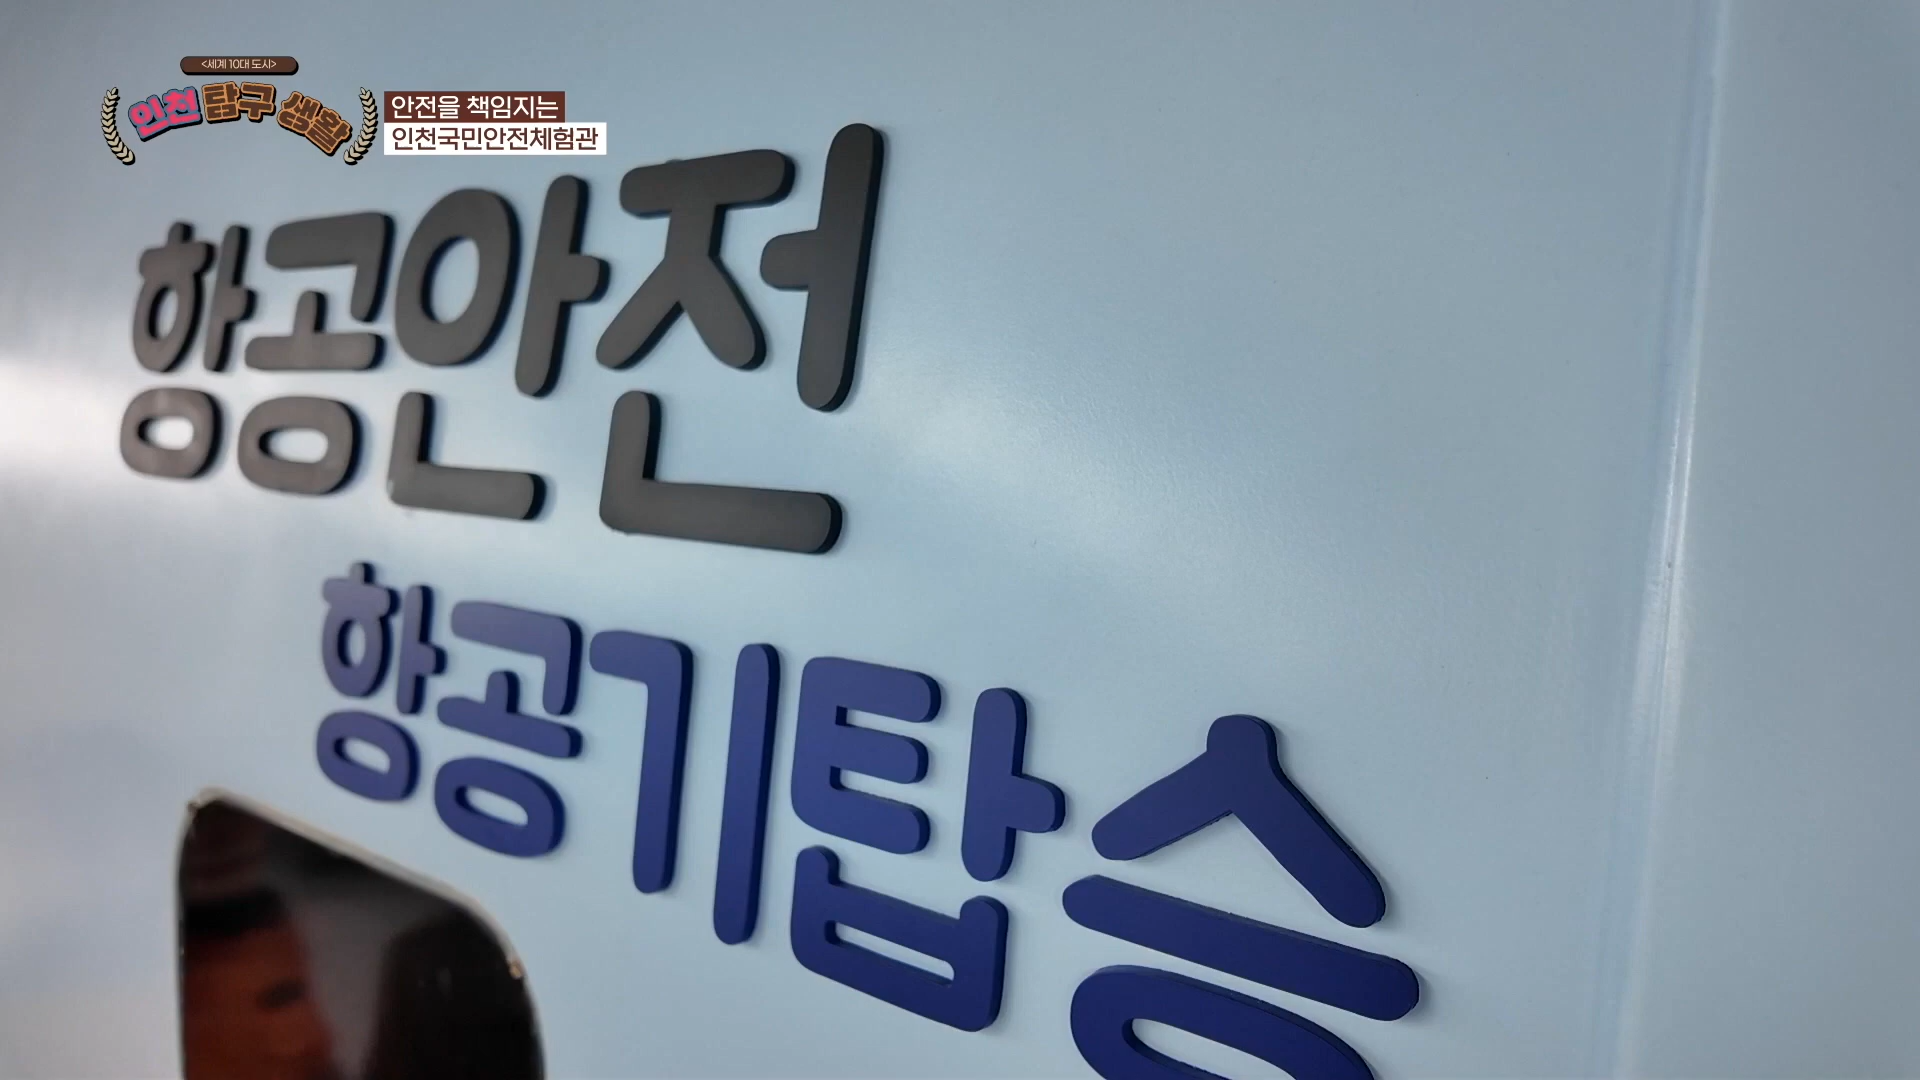 <세계 10대 도시>
인천 탐구 생활
안전을 책임지는
인천국민안전체험관
항공안전
항공기탑승